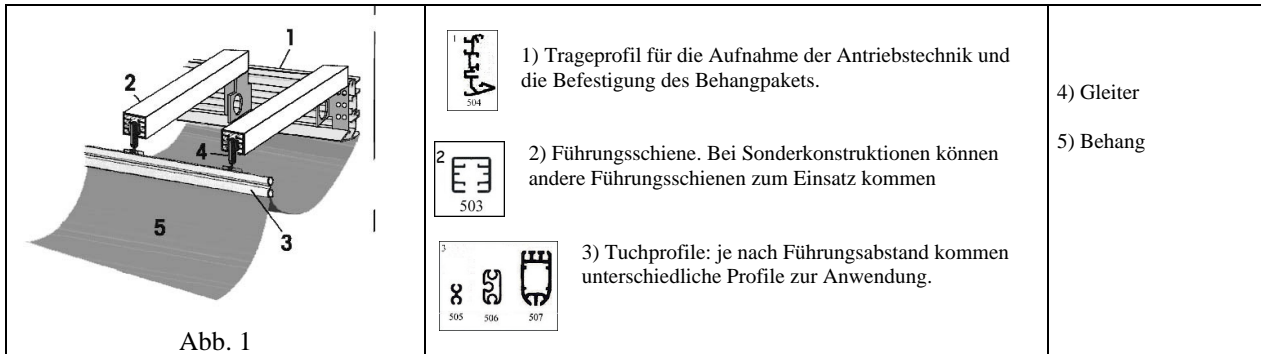 1
2
4
5
3
Abb. 1
1
504
1) Trageprofil für die Aufnahme der Antriebstechnik und
die Befestigung des Behangpakets.
2
503
2) Führungsschiene. Bei Sonderkonstruktionen können
andere Führungsschienen zum Einsatz kommen
3
505 506 507
3) Tuchprofile: je nach Führungsabstand kommen
unterschiedliche Profile zur Anwendung.
4) Gleiter
5) Behang